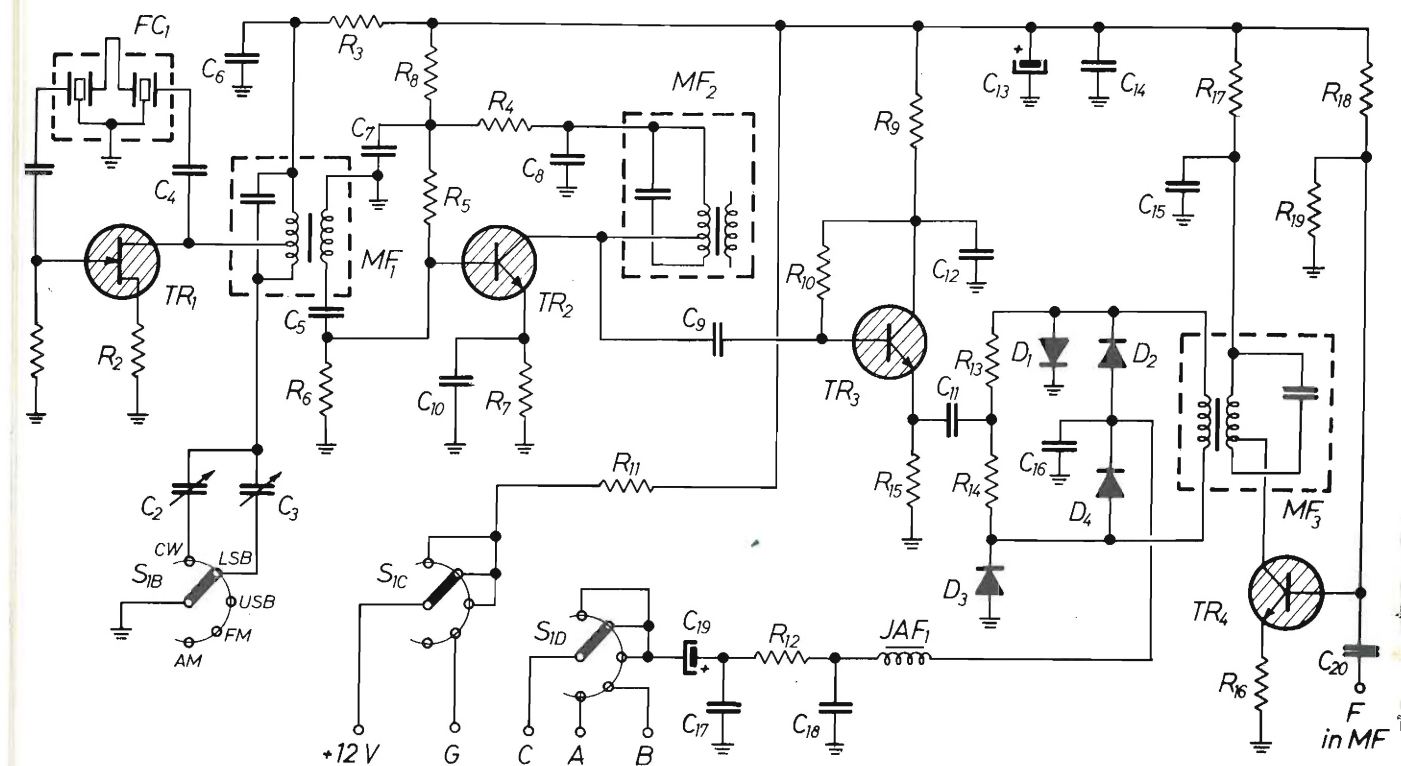 FC1
C6
R3
R8
C7
R4
C8
MF2
C13
+
C14
R17
R18
R9
C4
R5
C15
R19
MF1
TR1
TR2
R10
C12
C5
C9
R2
R6
C10
R7
TR3
R13
D1
D2
C11
C16
R15
R14
D4
MF3
C2
C3
R11
CW
LSB
S1B
USB
FM
AM
S1C
S1D
C19
+
R12
JAF1
D3
TR4
C17
C18
R16
C20
F
in MF
+12 V
G
C
A
B